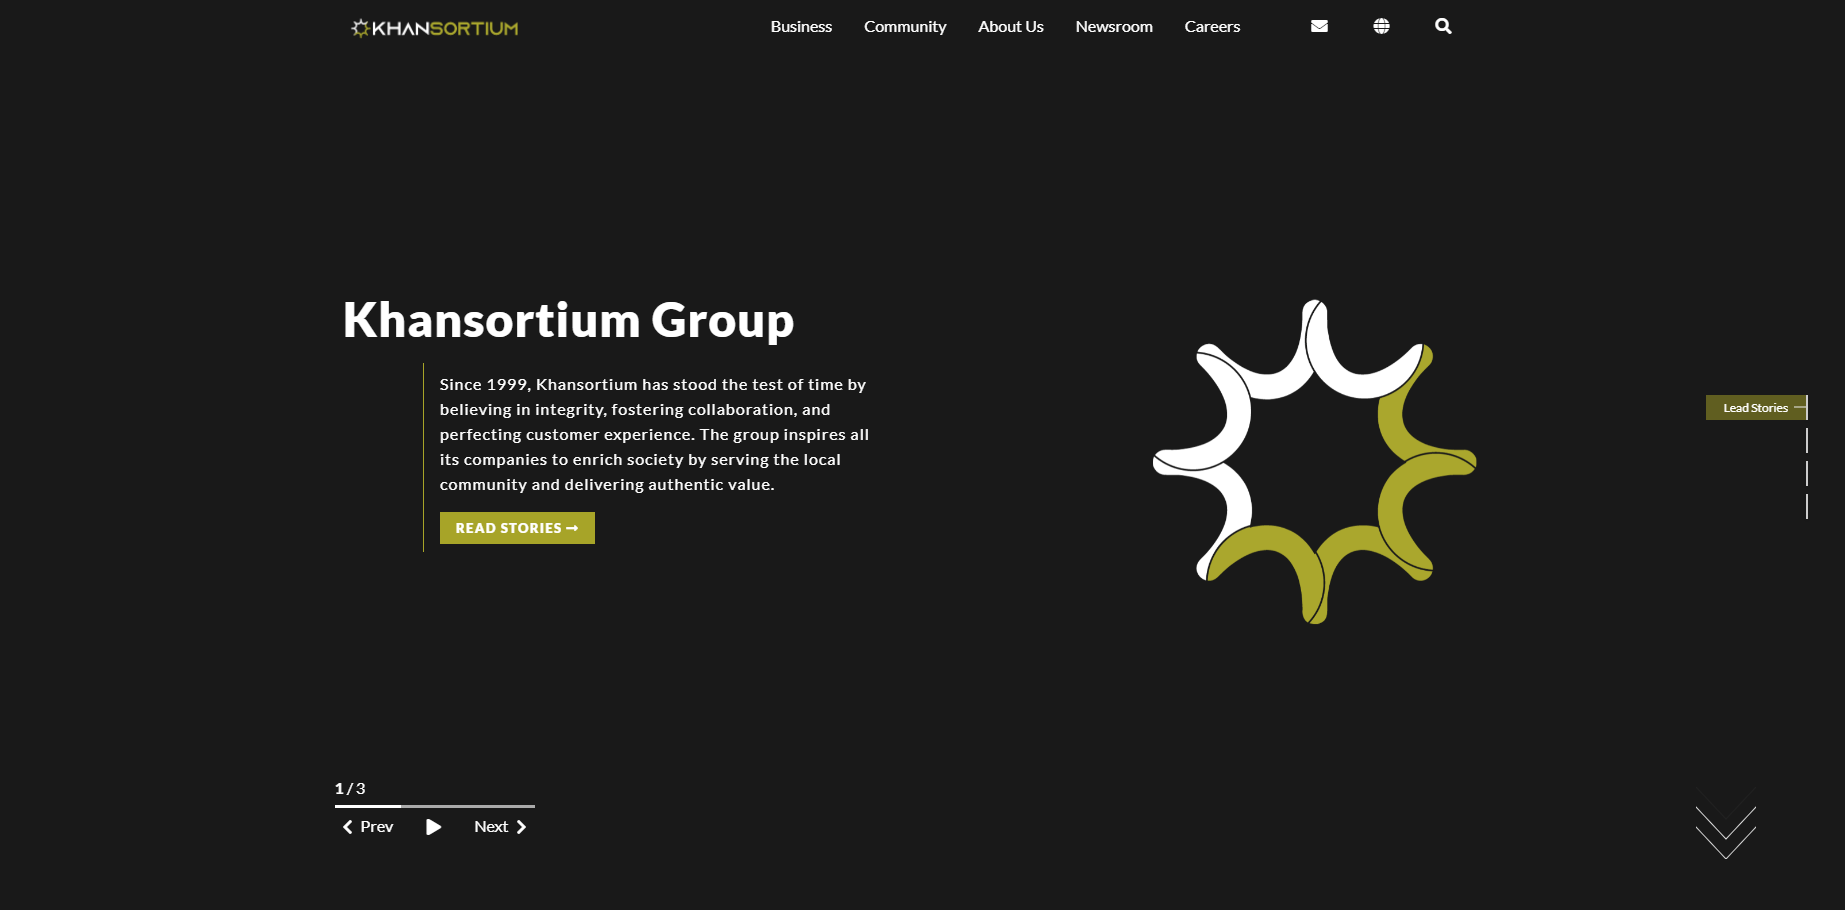 KHANSORTIUM
Business Community About Us Newsroom Careers
Khansortium Group
Since 1999, Khansortium has stood the test of time by
believing in integrity, fostering collaboration, and
perfecting customer experience. The group inspires all
its companies to enrich society by serving the local
community and delivering authentic value.
READ STORIES →
Lead Stories
1 / 3
Prev Next